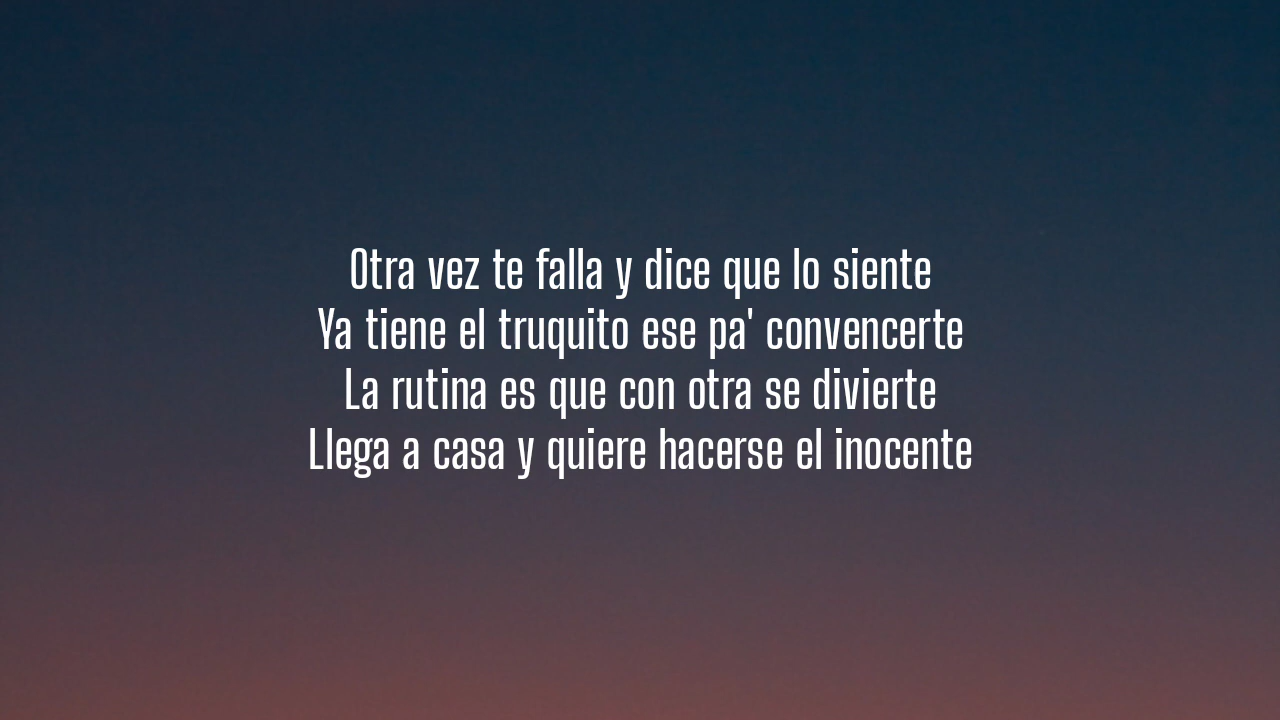 Otra vez te falla y dice que lo siente
Ya tiene el truquito ese pa' convencerte
La rutina es que con otra se divierte
Llega a casa y quiere hacerse el inocente